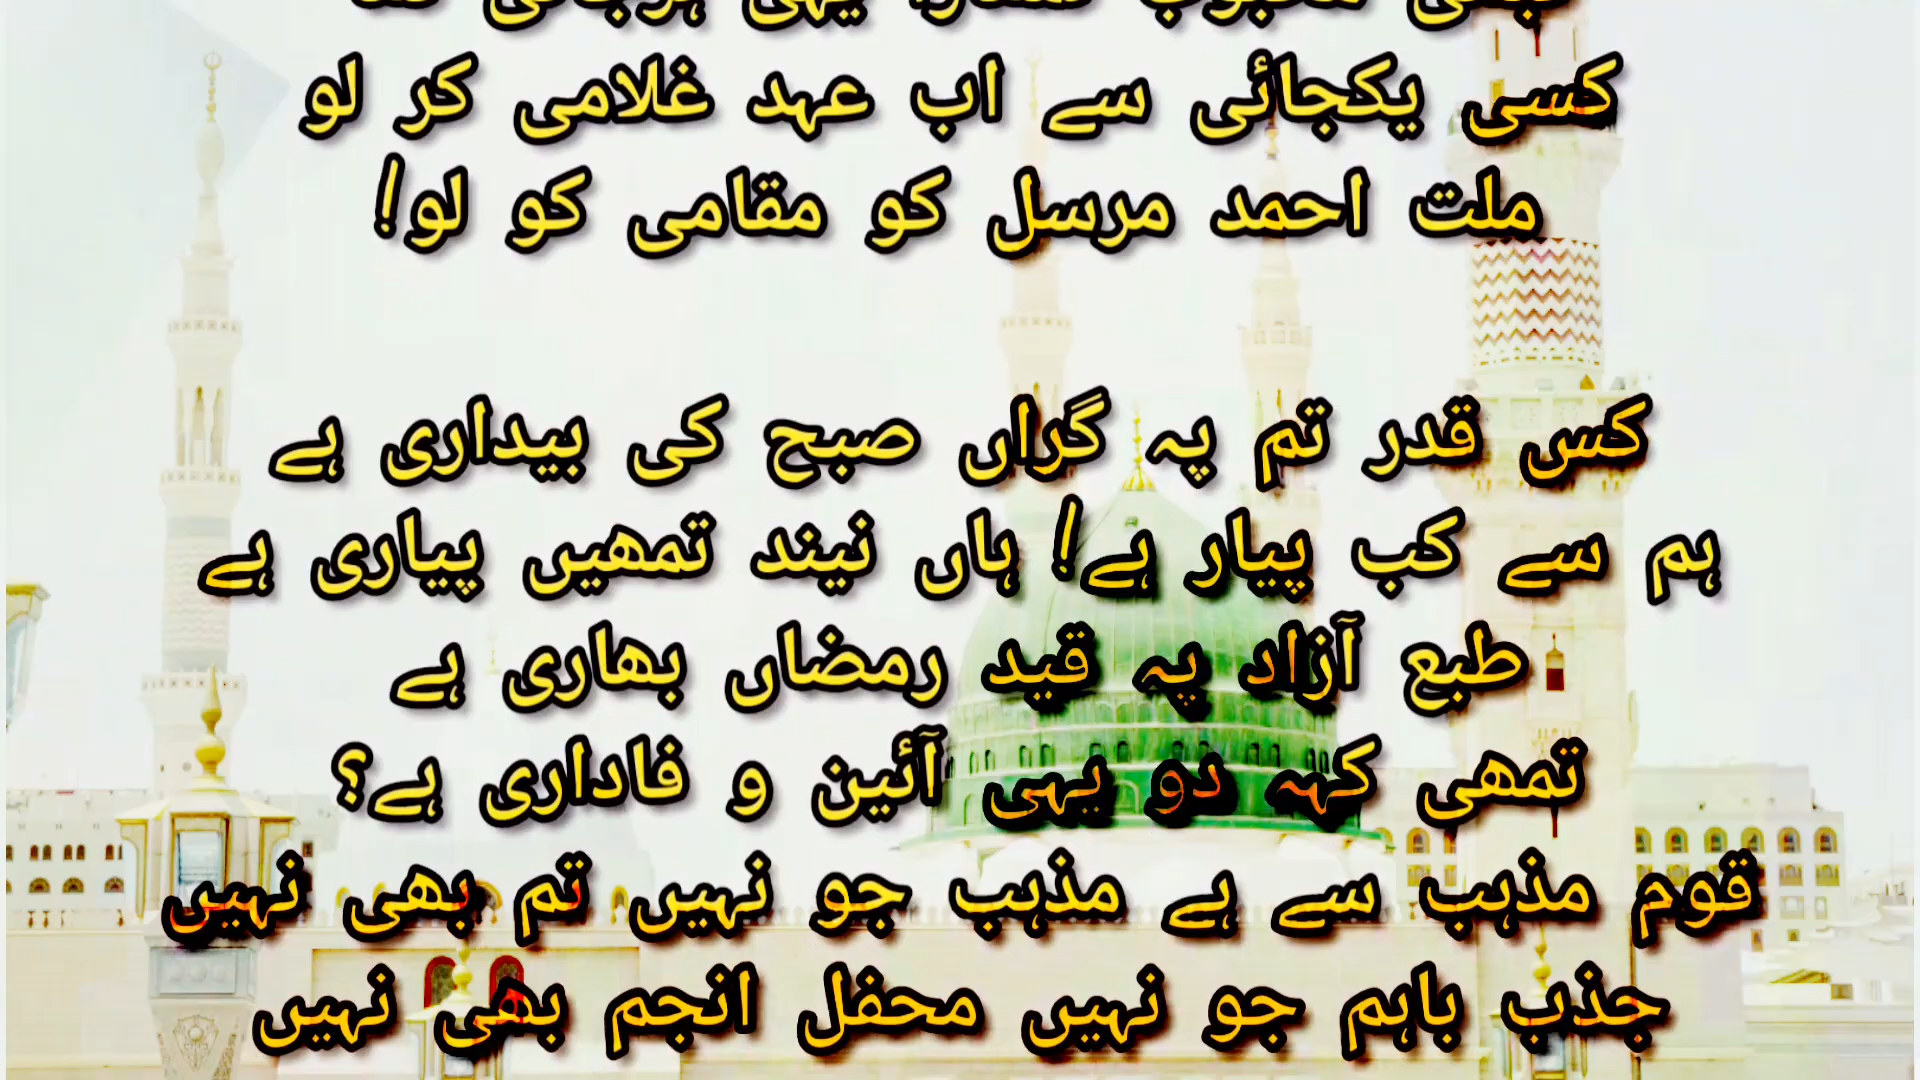 کسی یکجائی سے اب عہد غلامی کر لو
ملت احمد مرسل کو مقامی کو لو!
کس قدر تم پہ گراں صبح کی بیداری ہے
ہم سے کب پیار ہے! ہاں نیند تمھیں پیاری ہے
طبع آزاد پہ قید رمضاں بھاری ہے
تمھی کہہ دو یہی آئین و فاداری ہے؟
قوم مذہب سے ہے مذہب جو نہیں تم بھی نہیں
جذب باہم جو نہیں محفل انجم بھی نہیں